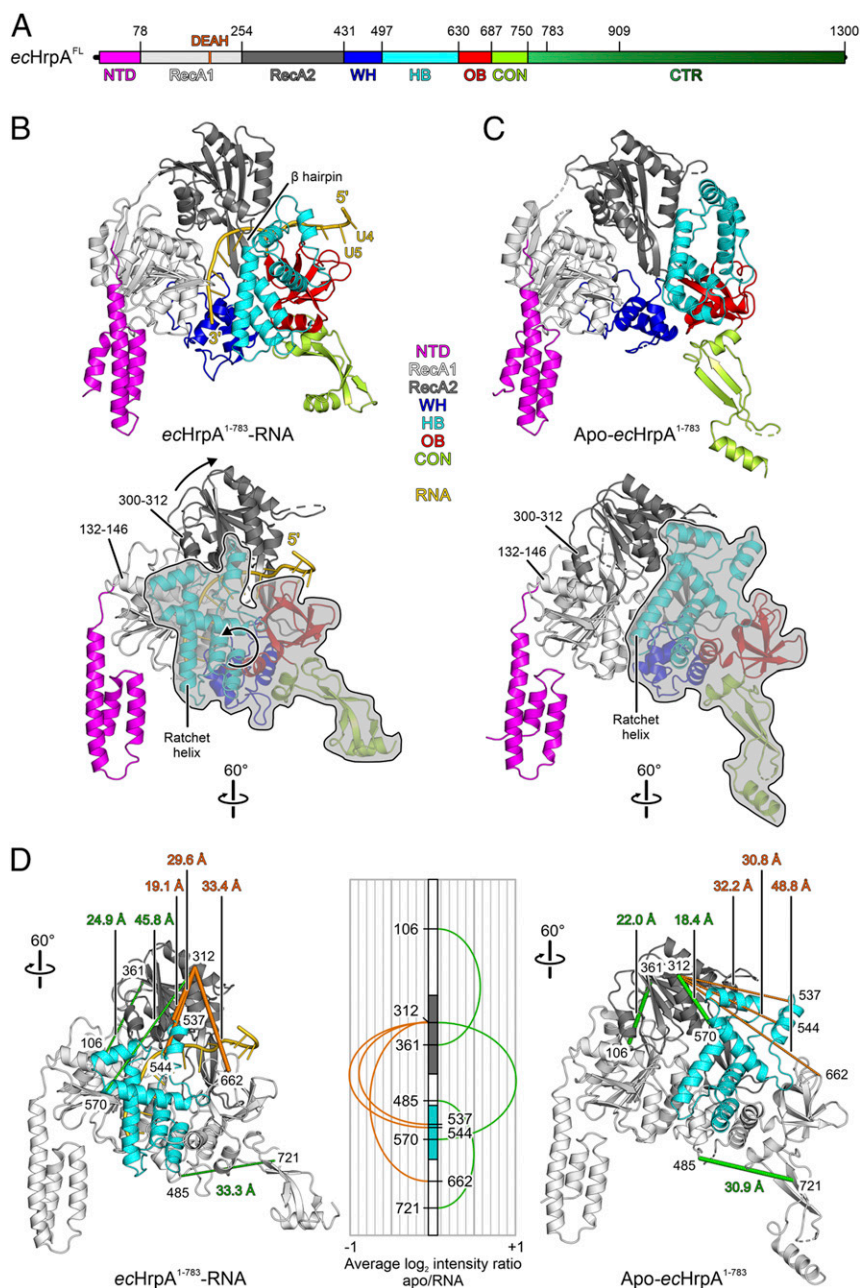 A
78 254 431 497 630 687 750 783 909 1300
DEAH
ecHrpA^FL
NTD RecA1 RecA2 WH HB OB CON CTR
B
β hairpin
5'
U4
U5
3'
ecHrpA^1-783-RNA
C
Apo-ecHrpA^1-783
NTD
RecA1
RecA2
WH
HB
OB
CON
RNA
300-312
132-146
5'
Ratchet
helix
60°
300-312
132-146
Ratchet
helix
60°
D
29.6 Å
19.1 Å 33.4 Å
24.9 Å 45.8 Å
60°
312
361
537
106
544
662
570
721
485
33.3 Å
ecHrpA^1-783-RNA
106
312
361
485
537
544
570
662
721
-1 +1
Average log₂ intensity ratio
apo/RNA
30.8 Å
32.2 Å 48.8 Å
22.0 Å 18.4 Å
60°
361 312
537
544
106
570
662
485
721
30.9 Å
Apo-ecHrpA^1-783